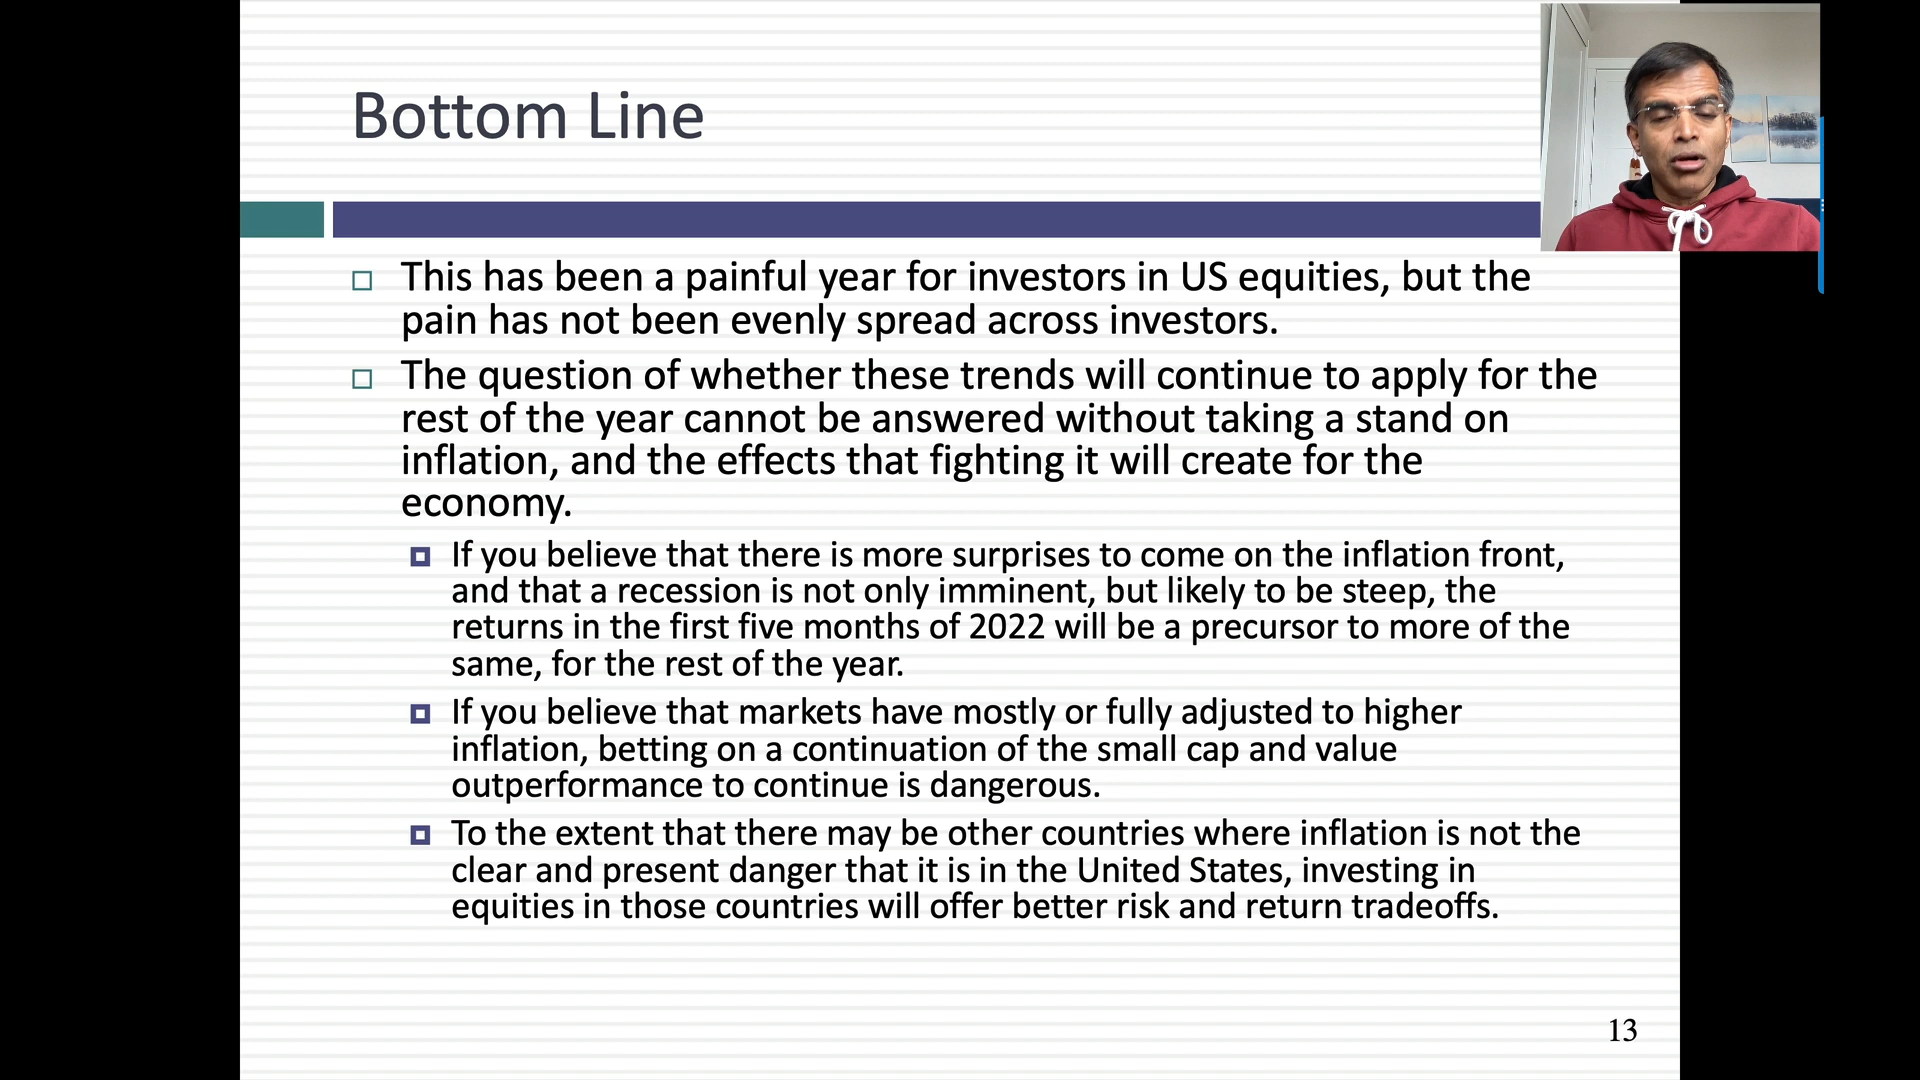 Bottom Line
This has been a painful year for investors in US equities, but the
pain has not been evenly spread across investors.
The question of whether these trends will continue to apply for the
rest of the year cannot be answered without taking a stand on
inflation, and the effects that fighting it will create for the
economy.
If you believe that there is more surprises to come on the inflation front,
and that a recession is not only imminent, but likely to be steep, the
returns in the first five months of 2022 will be a precursor to more of the
same, for the rest of the year.
If you believe that markets have mostly or fully adjusted to higher
inflation, betting on a continuation of the small cap and value
outperformance to continue is dangerous.
To the extent that there may be other countries where inflation is not the
clear and present danger that it is in the United States, investing in
equities in those countries will offer better risk and return tradeoffs.
13